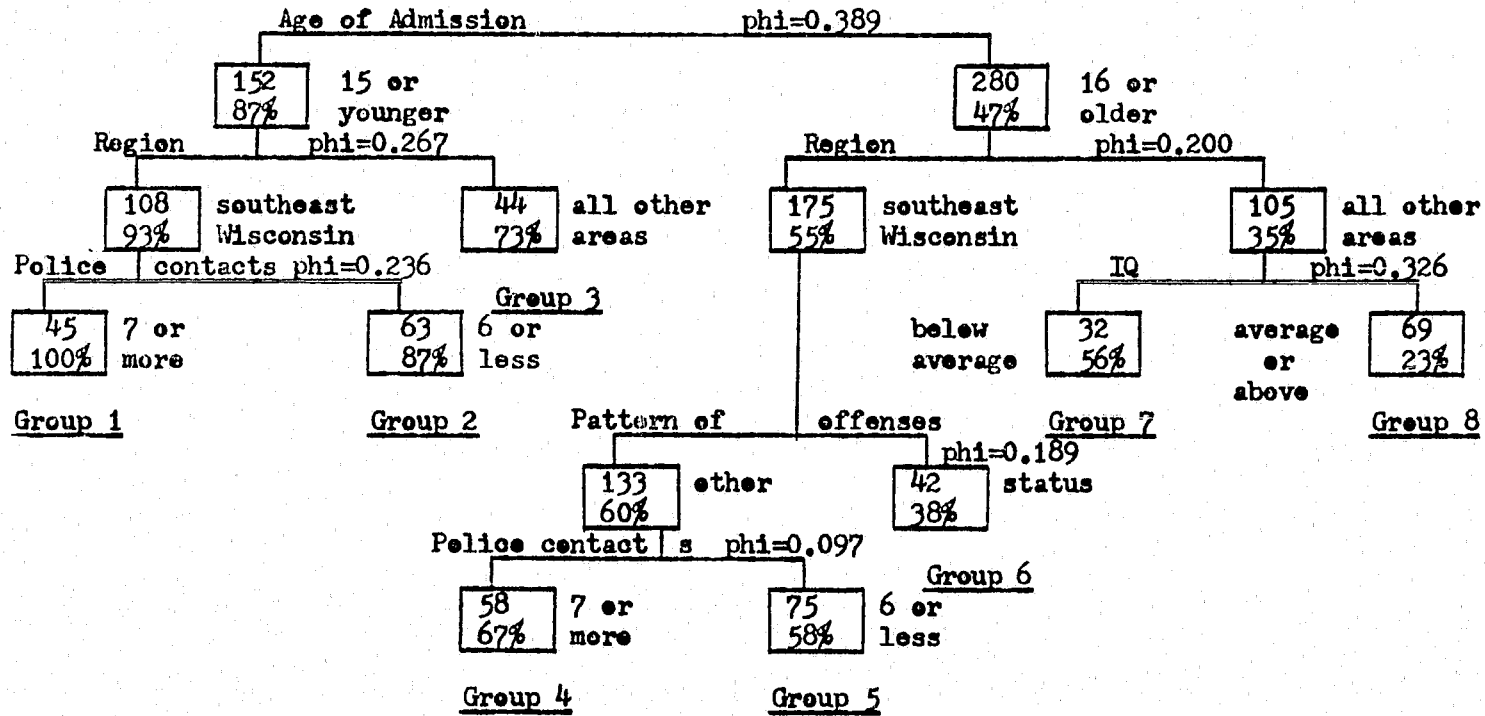 Age of Admission phi=0.389
152 15 or 280 16 or
87% younger 47% older
Region phi=0.267 Region phi=0.200
108 southeast 44 all other 175 southeast 105 all other
93% Wisconsin 73% areas 55% Wisconsin 35% areas
Police contacts phi=0.236 IQ phi=0.326
Group 3
45 7 or 63 6 or below 32 average 69
100% more 87% less average 56% or 23%
above
Group 1 Group 2 Pattern of offenses Group 7 Group 8
phi=0.189
133 other 42 status
60% 38%
Police contact s phi=0.097
Group 6
58 7 or 75 6 or
67% more 58% less
Group 4 Group 5